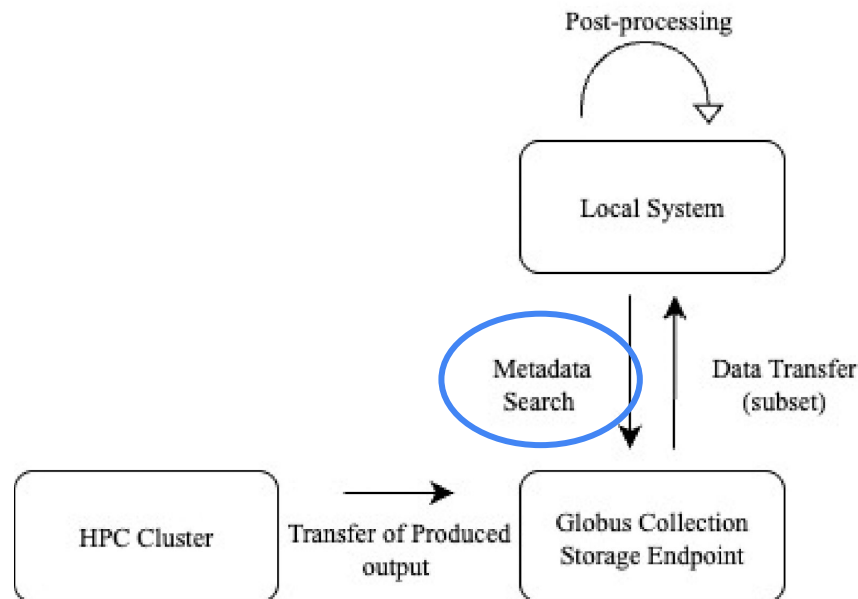 Post-processing
Local System
Metadata
Search
Data Transfer
(subset)
HPC Cluster
Transfer of Produced
output
Globus Collection
Storage Endpoint